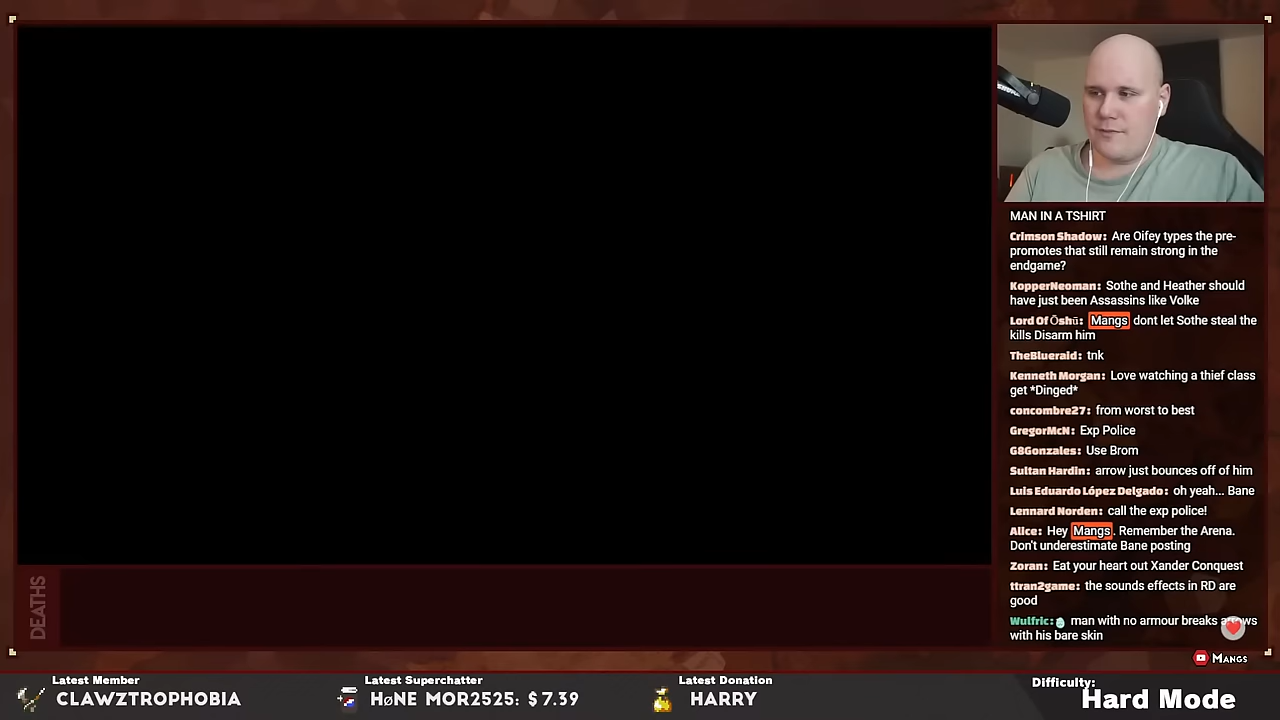 MAN IN A TSHIRT
Crimson Shadow: Are Oifey types the pre-
promotes that still remain strong in the
endgame?
KopperNeoman: Sothe and Heather should
have just been Assassins like Volke
Lord Of Ōshū: Mangs dont let Sothe steal the
kills Disarm him
TheBlueraid: tnk
Kenneth Morgan: Love watching a thief class
get *Dinged*
concombre27: from worst to best
GregorMcN: Exp Police
G8Gonzales: Use Brom
Sultan Hardin: arrow just bounces off of him
Luis Eduardo López Delgado: oh yeah... Bane
Lennard Norden: call the exp police!
Alice: Hey Mangs. Remember the Arena.
Don't underestimate Bane posting
Zoran: Eat your heart out Xander Conquest
ttran2game: the sounds effects in RD are
good
Wulfric: man with no armour breaks
with his bare skin
DEATHS
MANGS
Latest Member
CLAWZTROPHOBIA
Latest Superchatter
HøNE MOR2525: $7.39
Latest Donation
HARRY
Difficulty:
Hard Mode